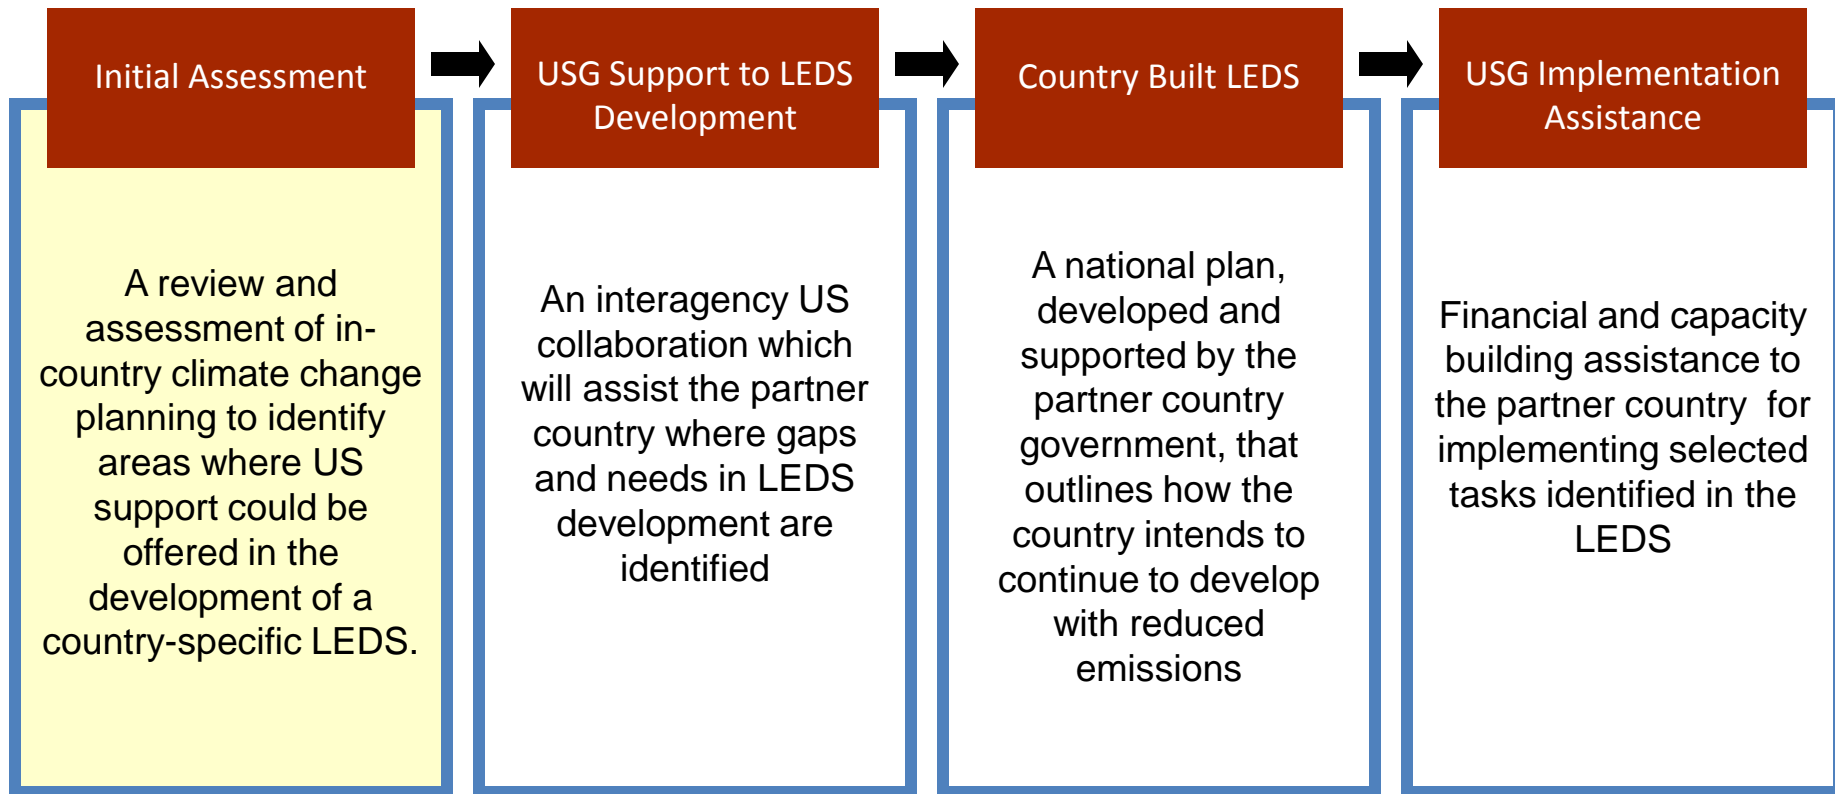 Initial Assessment
A review and
assessment of in-
country climate change
planning to identify
areas where US
support could be
offered in the
development of a
country-specific LEDS.
USG Support to LEDS
Development
An interagency US
collaboration which
will assist the partner
country where gaps
and needs in LEDS
development are
identified
Country Built LEDS
A national plan,
developed and
supported by the
partner country
government, that
outlines how the
country intends to
continue to develop
with reduced
emissions
USG Implementation
Assistance
Financial and capacity
building assistance to
the partner country  for
implementing selected
tasks identified in the
LEDS